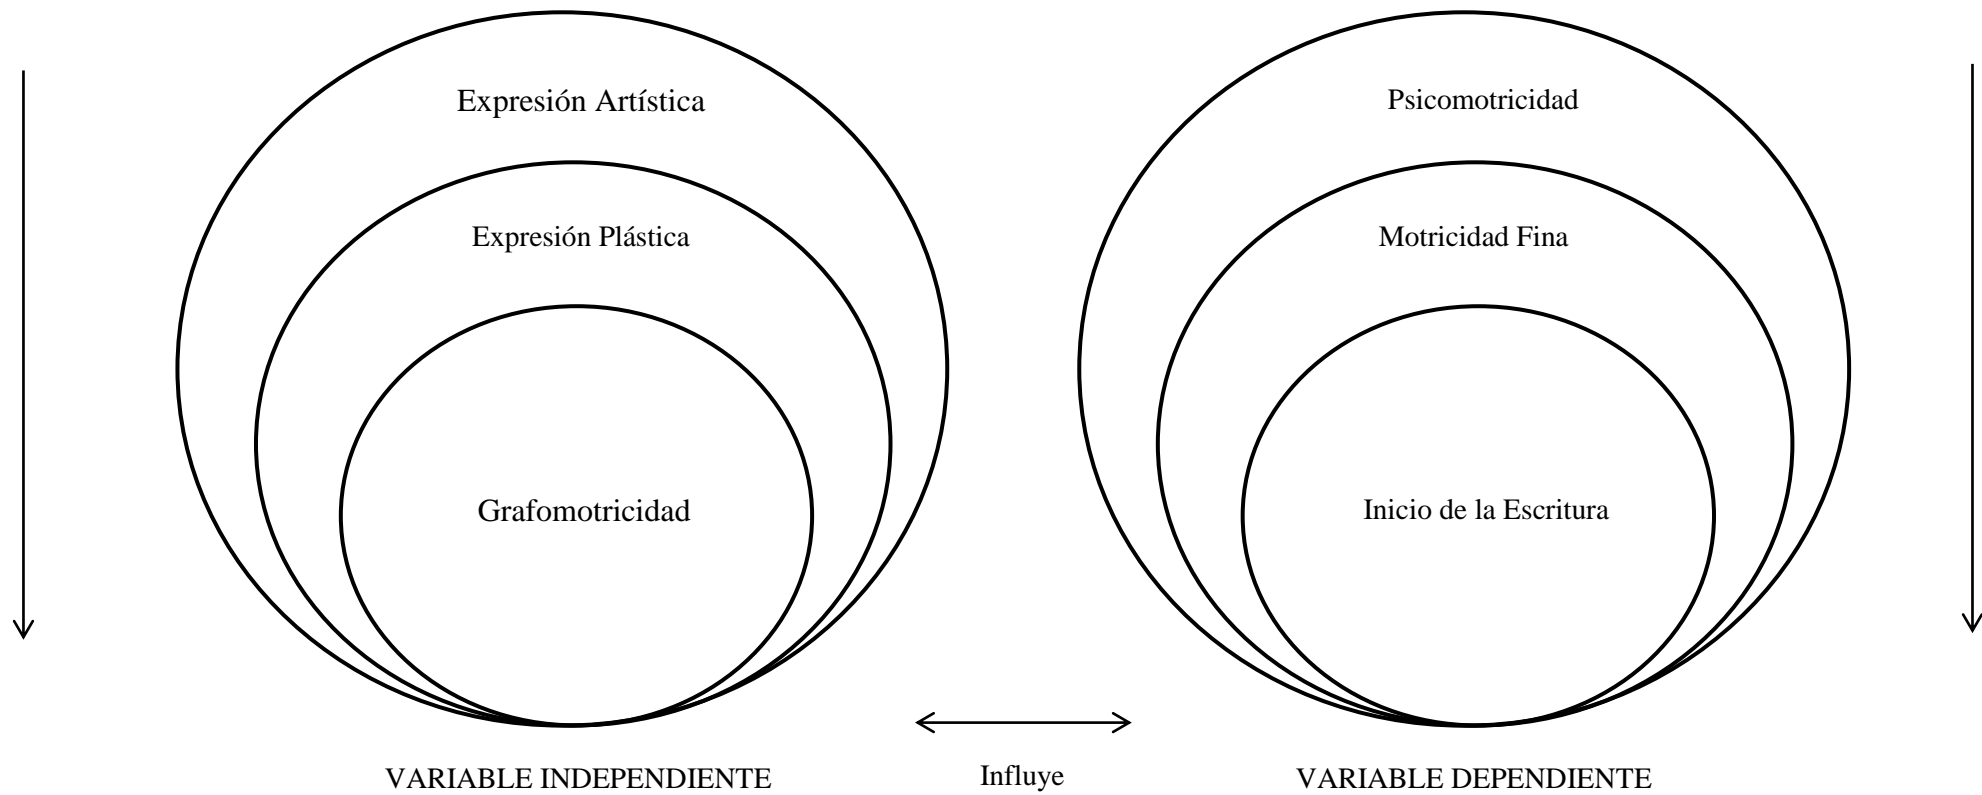 Expresión Artística
Expresión Plástica
Grafomotricidad
VARIABLE INDEPENDIENTE
Influye
Psicomotricidad
Motricidad Fina
Inicio de la Escritura
VARIABLE DEPENDIENTE